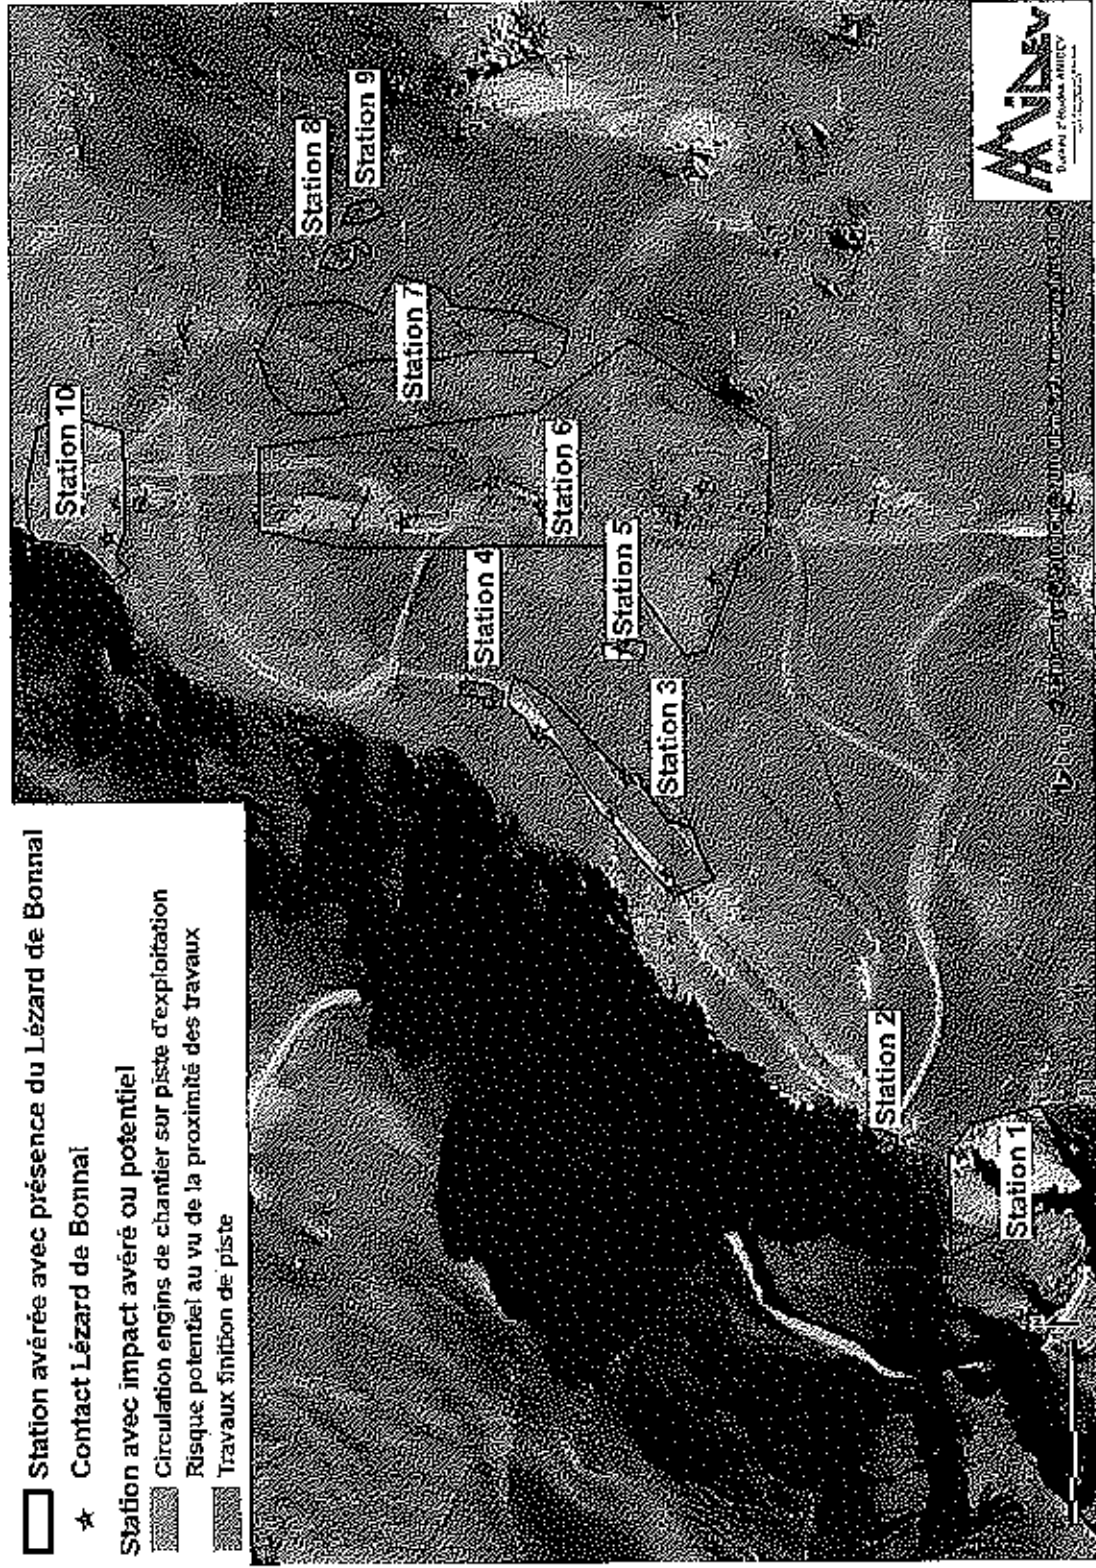 Station avérée avec présence du Lézard de Bonnal
Contact Lézard de Bonnal
Station avec impact avéré ou potentiel
Circulation engins de chantier sur piste d'exploitation
Risque potentiel au vu de la proximité des travaux
Travaux finition de piste
Station 10
Station 8
Station 9
Station 7
Station 6
Station 4
Station 5
Station 3
Station 2
Station 1
AMIDEV